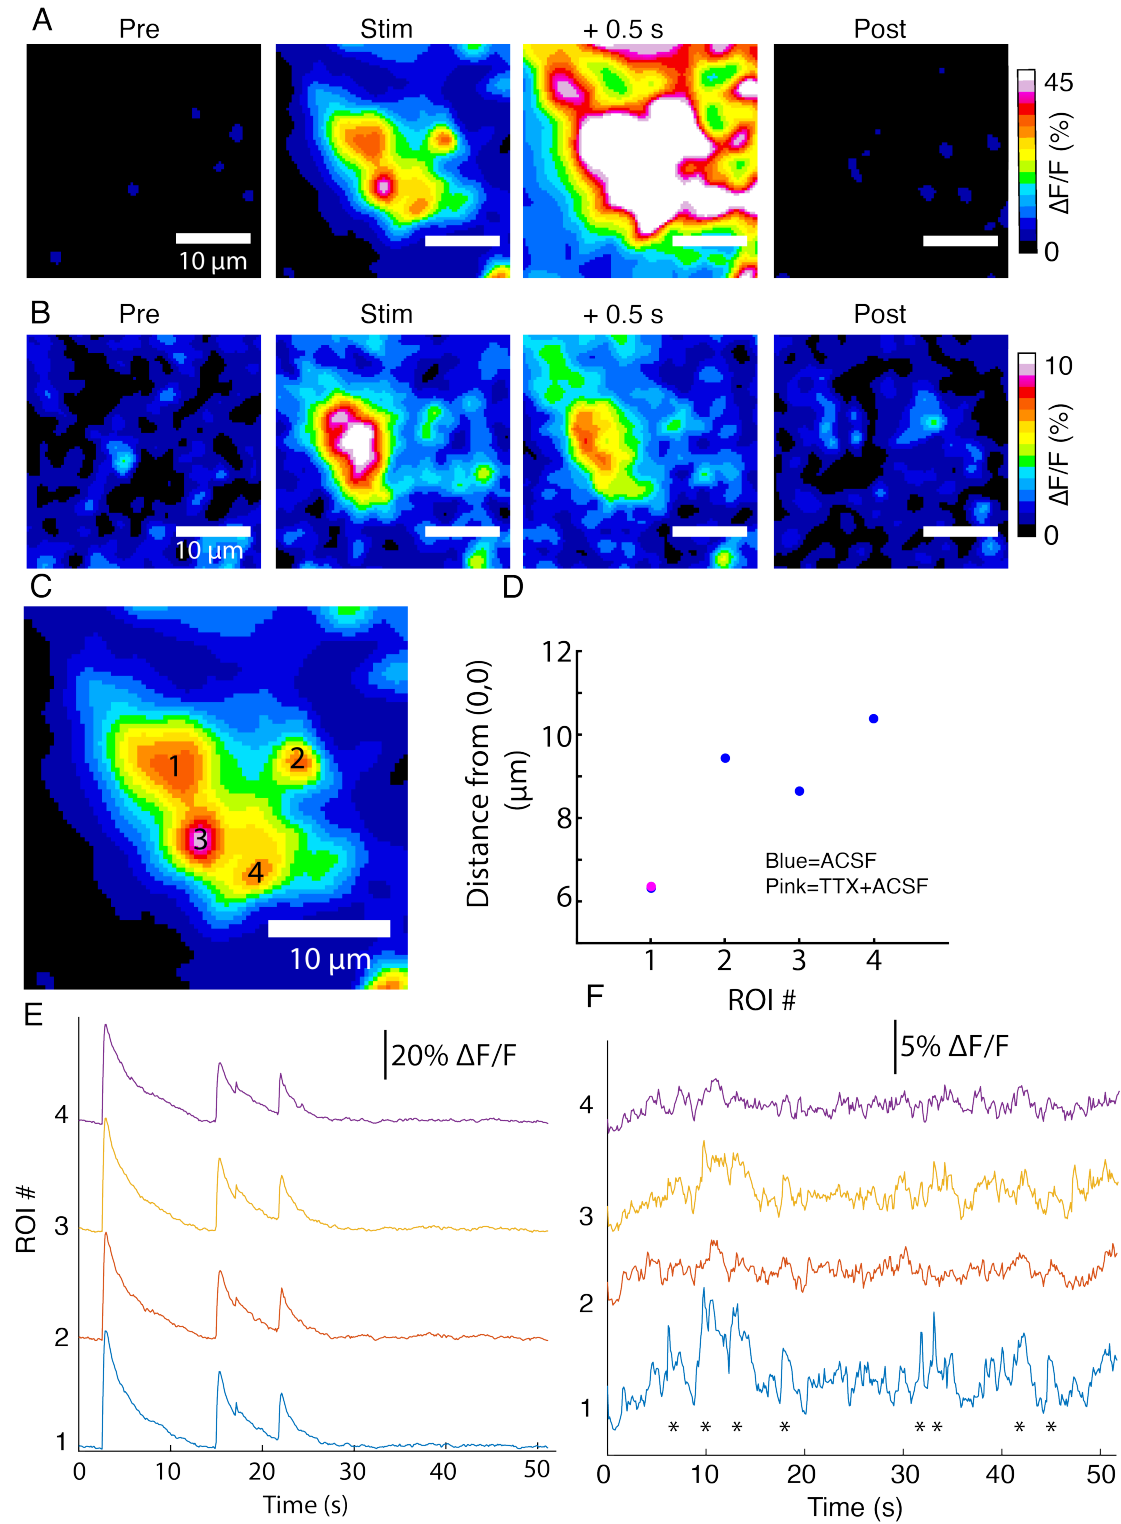 A
Pre
Stim
+ 0.5 s
Post
10 µm
45
0
ΔF/F (%)
B
Pre
Stim
+ 0.5 s
Post
10 µm
10
0
ΔF/F (%)
C
1
2
3
4
10 µm
D
Distance from (0,0)
(µm)
12
10
8
6
Blue=ACSF
Pink=TTX+ACSF
1 2 3 4
ROI #
E
20% ΔF/F
ROI #
4
3
2
1
0 10 20 30 40 50
Time (s)
F
5% ΔF/F
4
3
2
1
* * * * * * * *
0 10 20 30 40 50
Time (s)